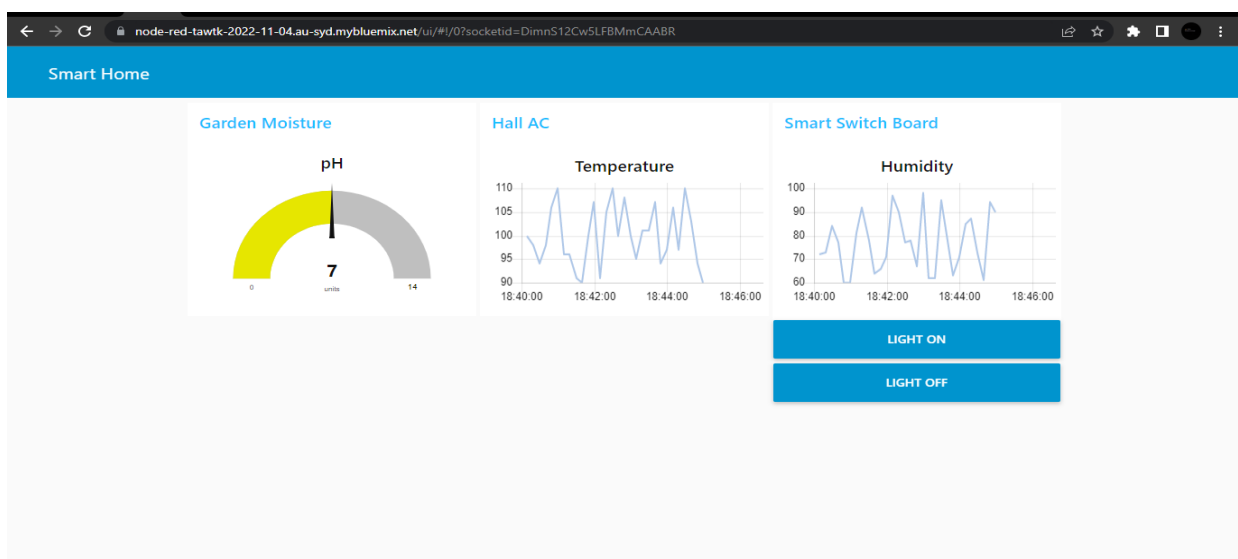 node-red-tawtk-2022-11-04.au-syd.mybluemix.net/ui/#!/0?socketid=DimnS12Cw5LFBMmCAABR
Smart Home
Garden Moisture
pH
7
units
0
14
Hall AC
Temperature
110
105
100
95
90
18:40:00 18:42:00 18:44:00 18:46:00
Smart Switch Board
Humidity
100
90
80
70
60
18:40:00 18:42:00 18:44:00 18:46:00
LIGHT ON
LIGHT OFF